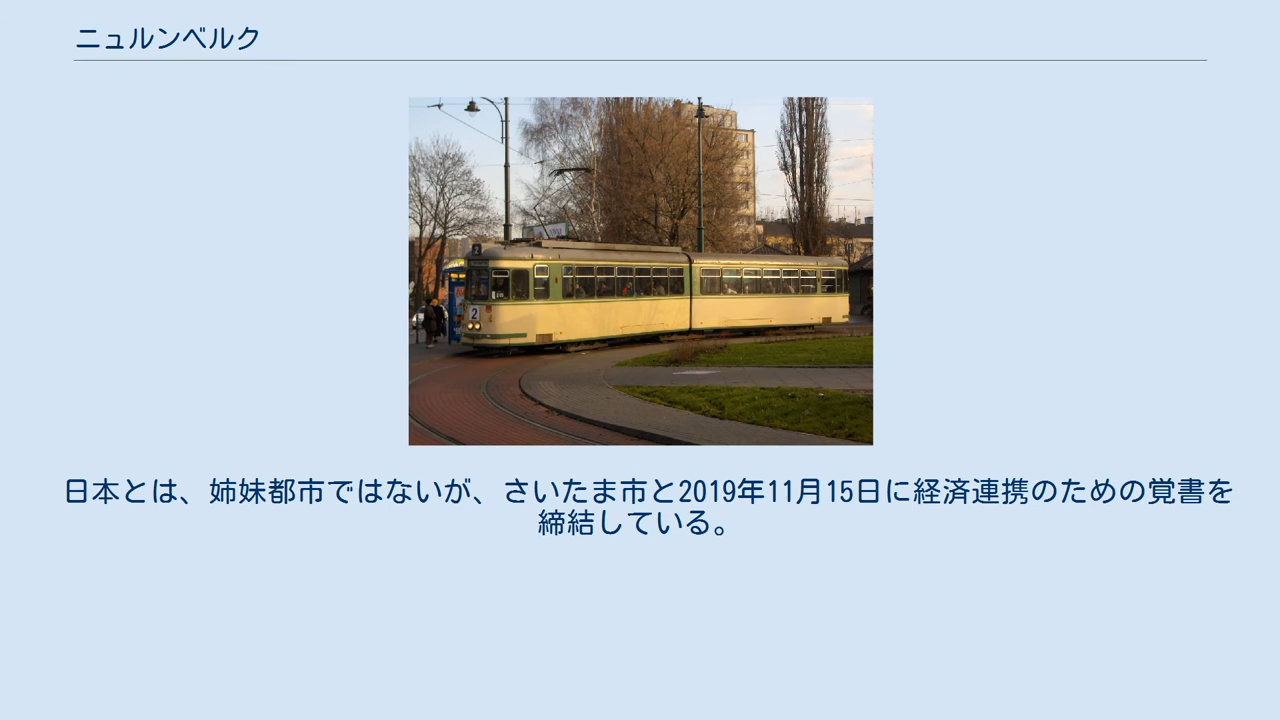 ニュルンベルク
2
日本とは、姉妹都市ではないが、さいたま市と2019年11月15日に経済連携のための覚書を
締結している。